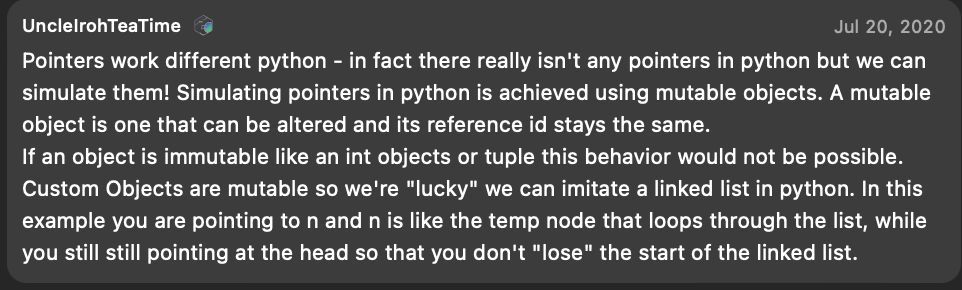 UncleIrohTeaTime Jul 20, 2020
Pointers work different python - in fact there really isn't any pointers in python but we can
simulate them! Simulating pointers in python is achieved using mutable objects. A mutable
object is one that can be altered and its reference id stays the same.
If an object is immutable like an int objects or tuple this behavior would not be possible.
Custom Objects are mutable so we're "lucky" we can imitate a linked list in python. In this
example you are pointing to n and n is like the temp node that loops through the list, while
you still still pointing at the head so that you don't "lose" the start of the linked list.